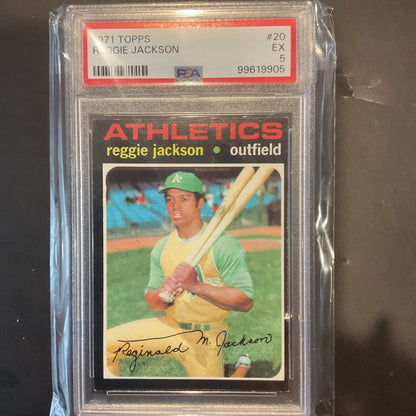 1971 TOPPS #20
REGGIE JACKSON EX
5
PSA 99619905
ATHLETICS
reggie jackson • outfield
A's
Reginald M. Jackson